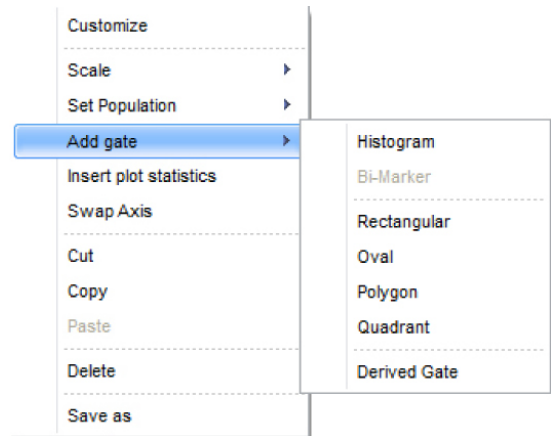 Customize
Scale
Set Population
Add gate
Insert plot statistics
Swap Axis
Cut
Copy
Paste
Delete
Save as
Histogram
Bi-Marker
Rectangular
Oval
Polygon
Quadrant
Derived Gate